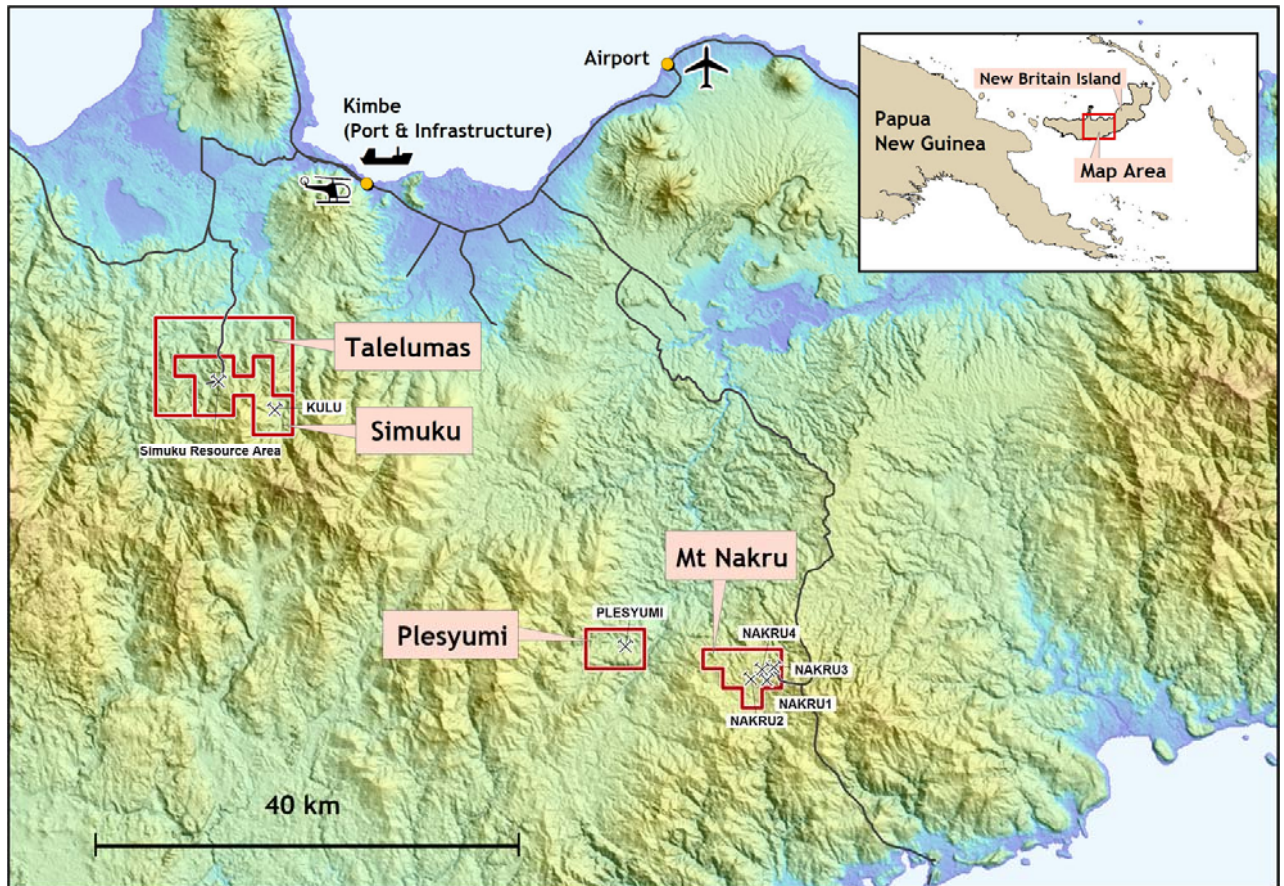 Airport
Kimbe
(Port & Infrastructure)
New Britain Island
Papua
New Guinea
Map Area
Talelumas
KULU
Simuku
Simuku Resource Area
Mt Nakru
PLESYUMI
Plesyumi
NAKRU4
NAKRU3
NAKRU1
NAKRU2
40 km